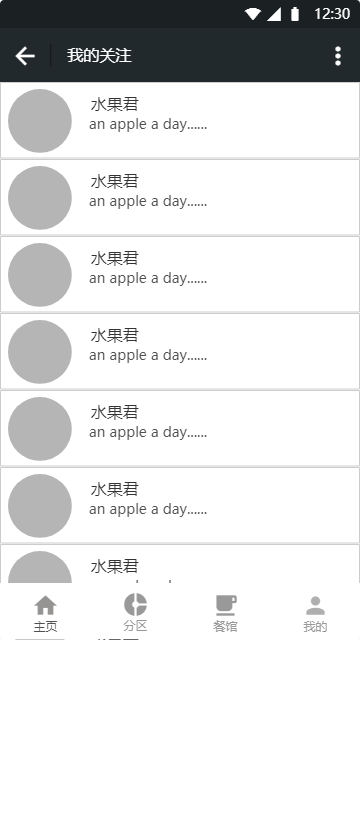 12:30
我的关注
水果君
an apple a day......
水果君
an apple a day......
水果君
an apple a day......
水果君
an apple a day......
水果君
an apple a day......
水果君
an apple a day......
水果君
主页
分区
餐馆
我的